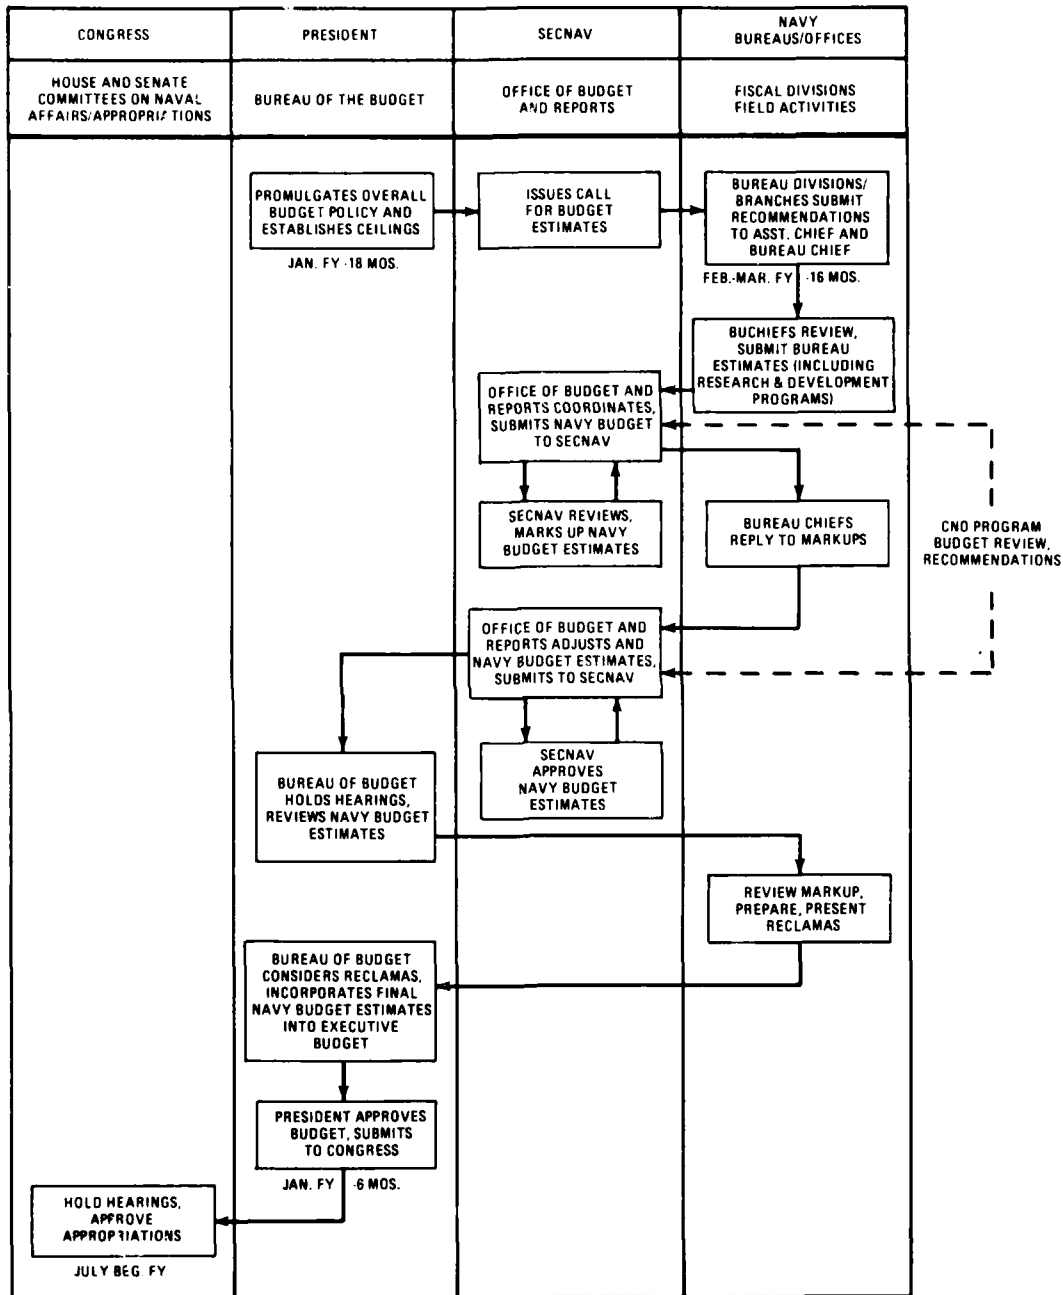 CONGRESS
PRESIDENT
SECNAV
NAVY
BUREAUS/OFFICES
HOUSE AND SENATE
COMMITTEES ON NAVAL
AFFAIRS/APPROPRIATIONS
BUREAU OF THE BUDGET
OFFICE OF BUDGET
AND REPORTS
FISCAL DIVISIONS
FIELD ACTIVITIES
PROMULGATES OVERALL
BUDGET POLICY AND
ESTABLISHES CEILINGS
JAN. FY -18 MOS.
ISSUES CALL
FOR BUDGET
ESTIMATES
BUREAU DIVISIONS/
BRANCHES SUBMIT
RECOMMENDATIONS
TO ASST. CHIEF AND
BUREAU CHIEF
FEB.-MAR. FY -16 MOS.
BUCHIEFS REVIEW,
SUBMIT BUREAU
ESTIMATES (INCLUDING
RESEARCH & DEVELOPMENT
PROGRAMS)
OFFICE OF BUDGET AND
REPORTS COORDINATES,
SUBMITS NAVY BUDGET
TO SECNAV
SECNAV REVIEWS,
MARKS UP NAVY
BUDGET ESTIMATES
BUREAU CHIEFS
REPLY TO MARKUPS
CNO PROGRAM
BUDGET REVIEW,
RECOMMENDATIONS
OFFICE OF BUDGET AND
REPORTS ADJUSTS AND
NAVY BUDGET ESTIMATES,
SUBMITS TO SECNAV
SECNAV
APPROVES
NAVY BUDGET
ESTIMATES
BUREAU OF BUDGET
HOLDS HEARINGS,
REVIEWS NAVY BUDGET
ESTIMATES
REVIEW MARKUP,
PREPARE, PRESENT
RECLAMAS
BUREAU OF BUDGET
CONSIDERS RECLAMAS,
INCORPORATES FINAL
NAVY BUDGET ESTIMATES
INTO EXECUTIVE
BUDGET
PRESIDENT APPROVES
BUDGET, SUBMITS
TO CONGRESS
JAN. FY -6 MOS.
HOLD HEARINGS,
APPROVE
APPROPRIATIONS
JULY BEG. FY